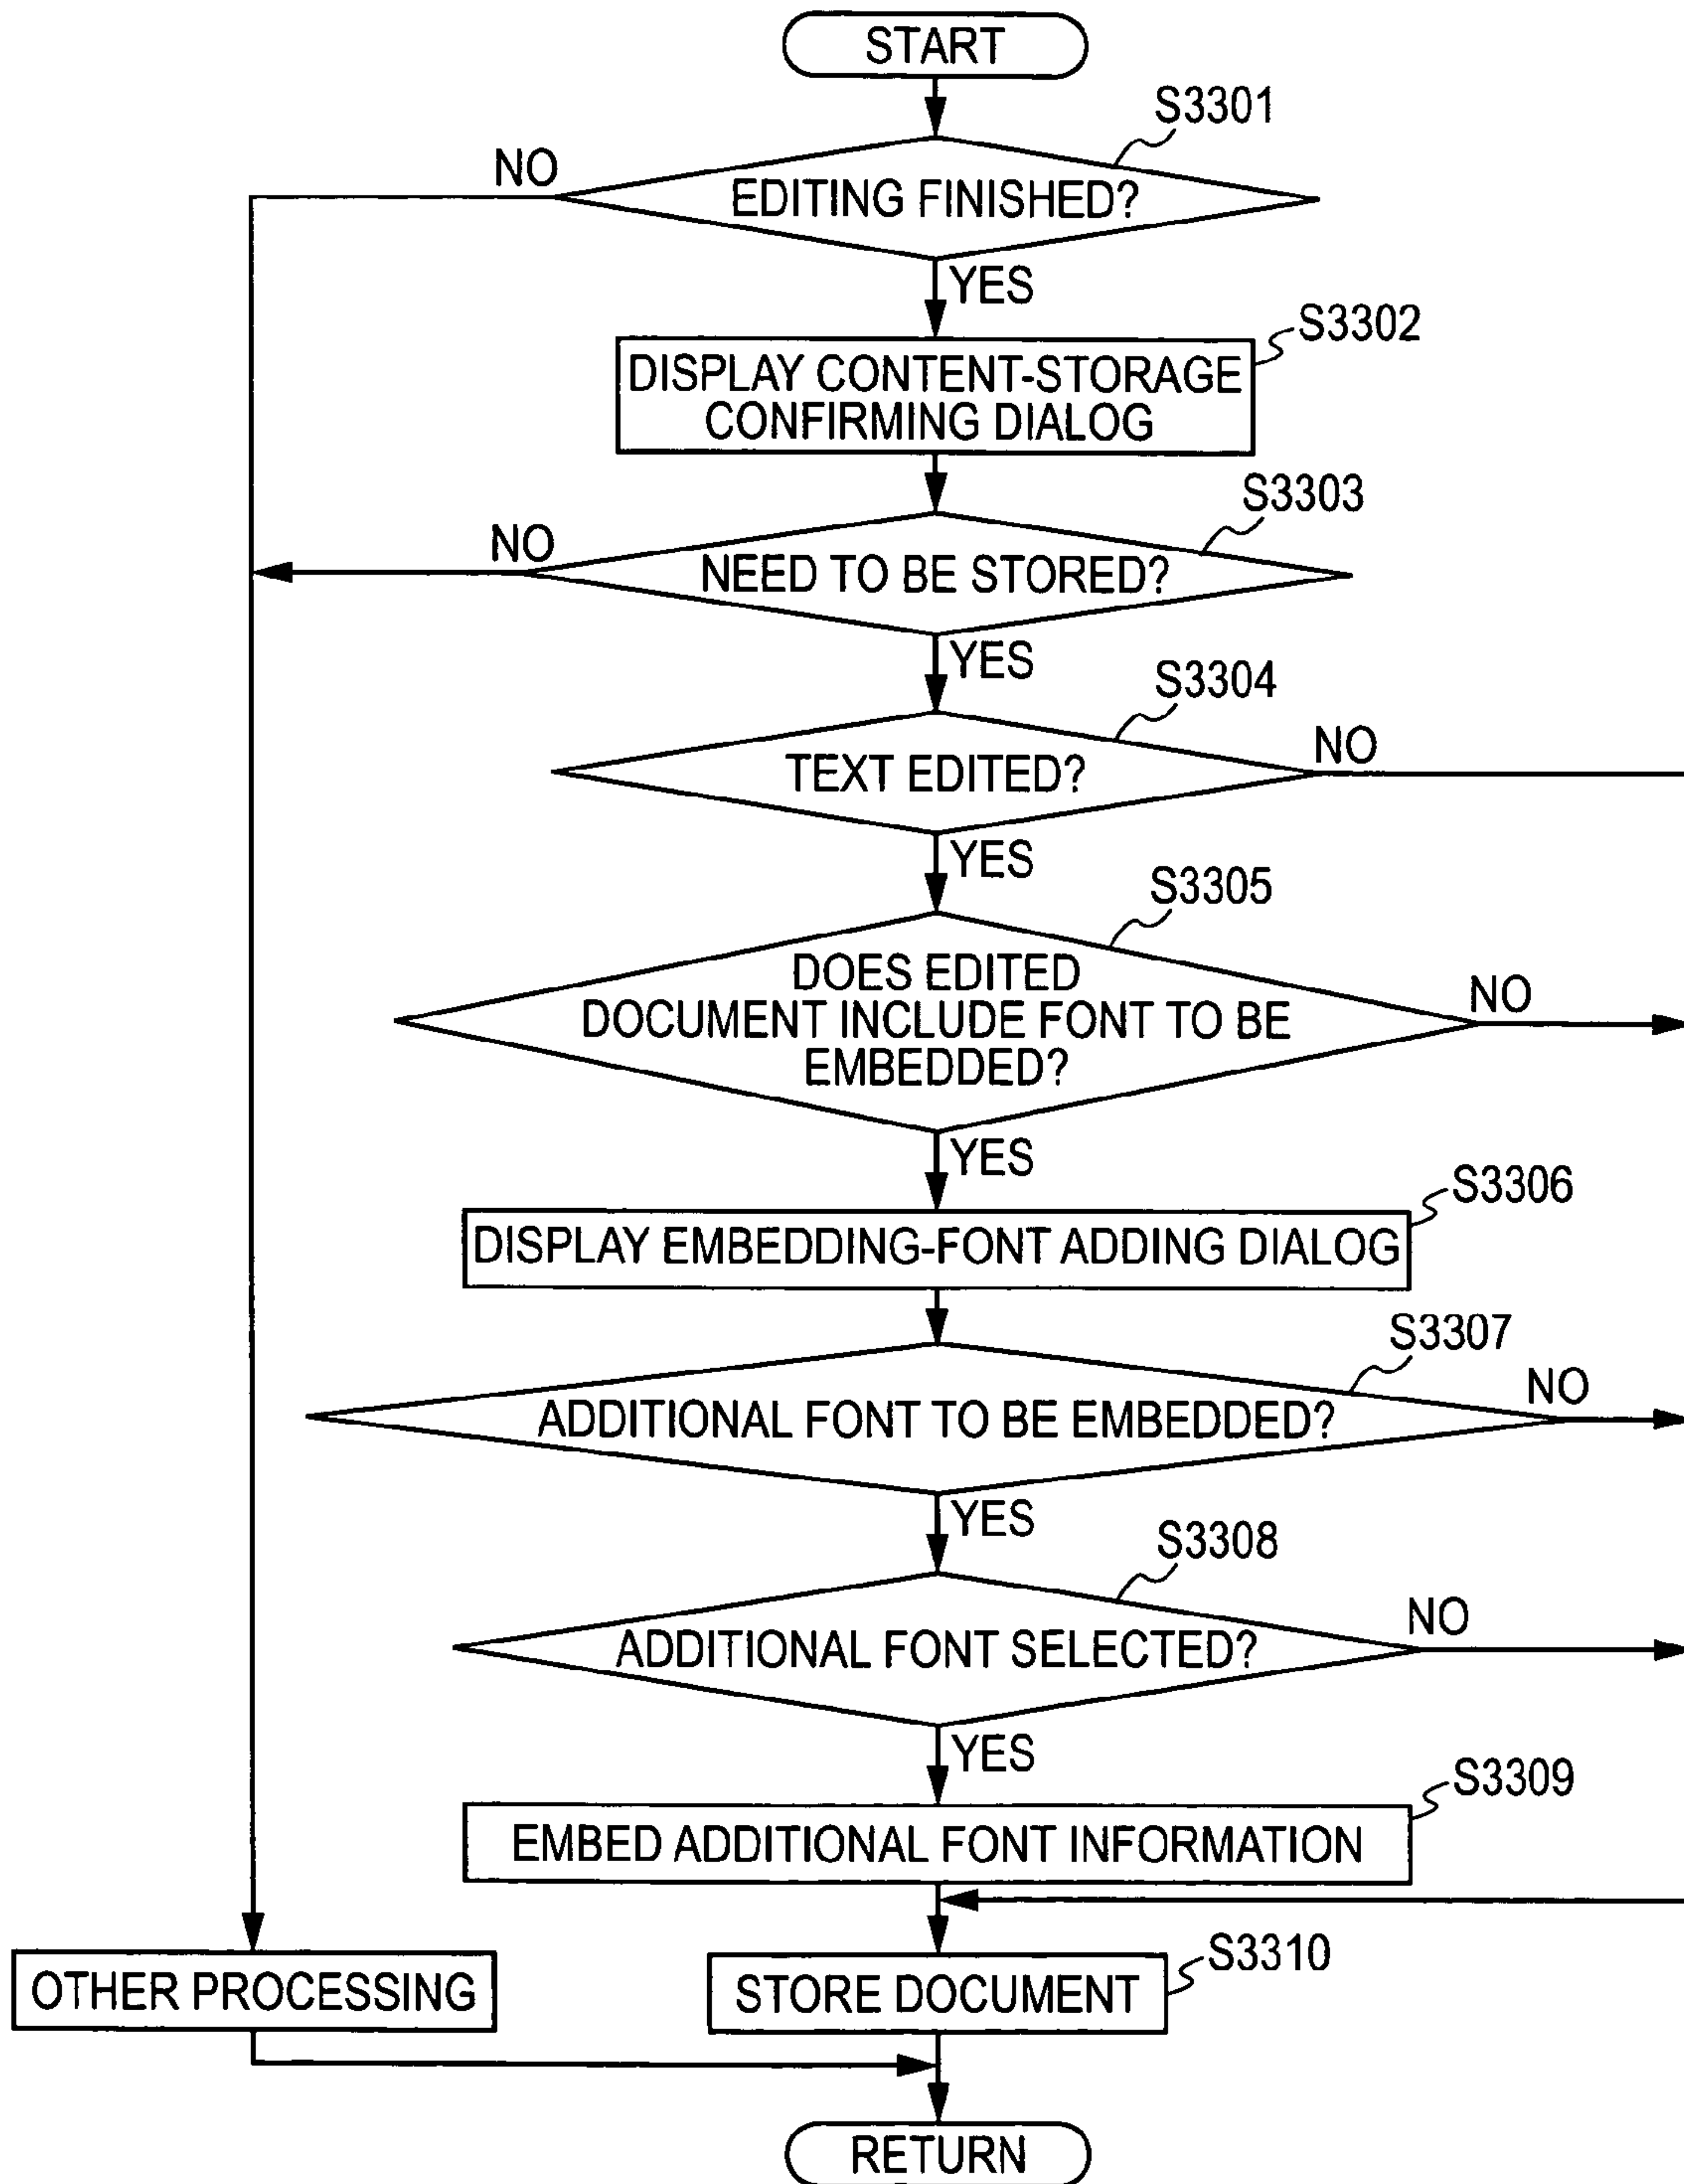 START
S3301
NO
EDITING FINISHED?
YES
S3302
DISPLAY CONTENT-STORAGE
CONFIRMING DIALOG
S3303
NO
NEED TO BE STORED?
YES
S3304
NO
TEXT EDITED?
YES
S3305
DOES EDITED
DOCUMENT INCLUDE FONT TO BE
EMBEDDED?
NO
YES
S3306
DISPLAY EMBEDDING-FONT ADDING DIALOG
S3307
NO
ADDITIONAL FONT TO BE EMBEDDED?
YES
S3308
NO
ADDITIONAL FONT SELECTED?
YES
S3309
EMBED ADDITIONAL FONT INFORMATION
S3310
OTHER PROCESSING
STORE DOCUMENT
RETURN